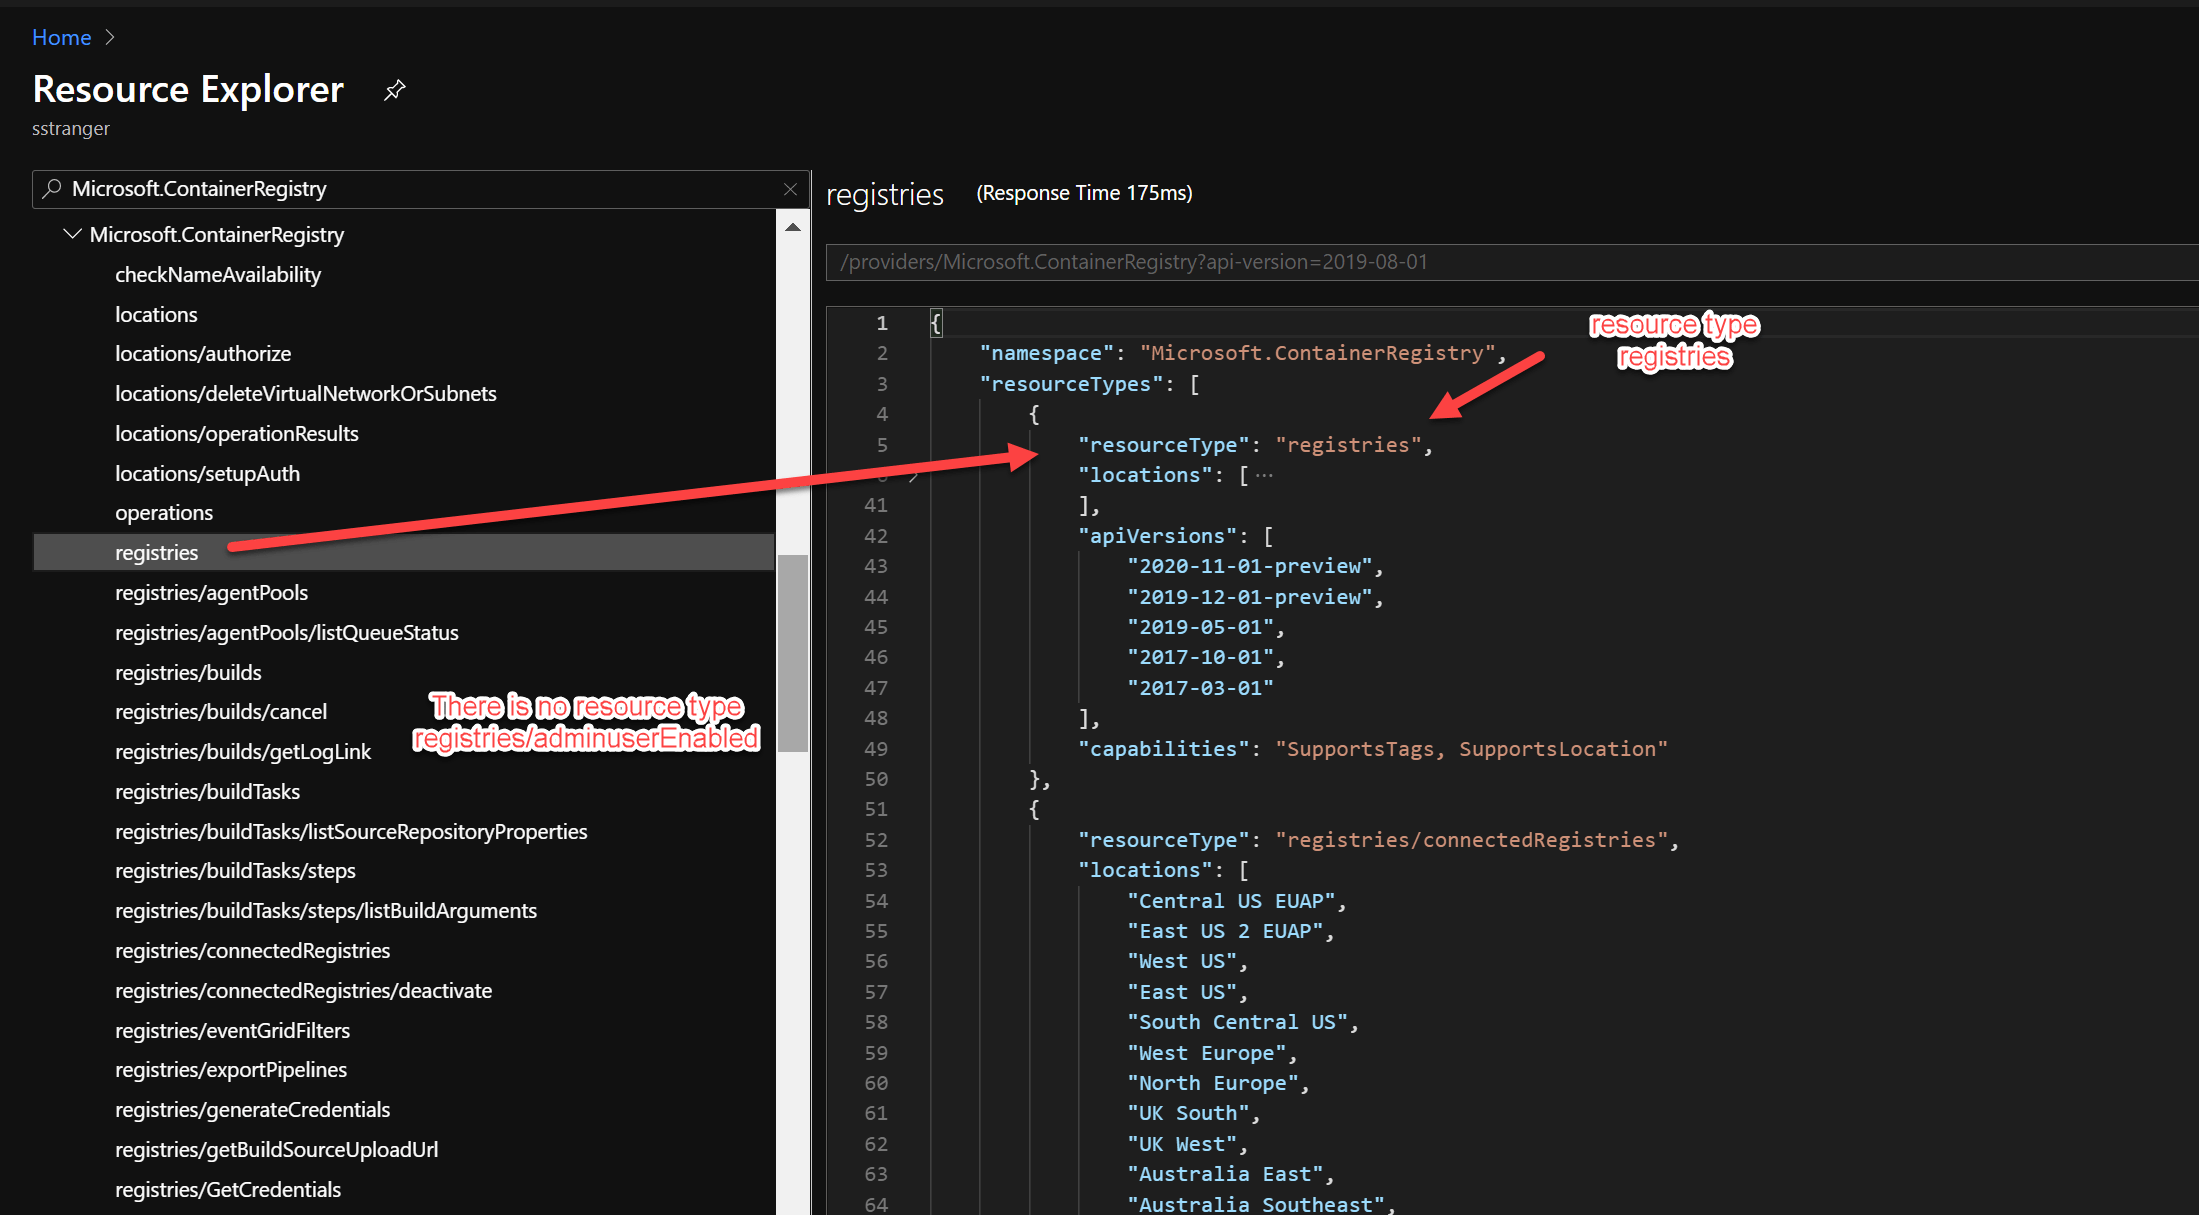 Home
Resource Explorer
sstranger
Microsoft.ContainerRegistry
Microsoft.ContainerRegistry
checkNameAvailability
locations
locations/authorize
locations/deleteVirtualNetworkOrSubnets
locations/operationResults
locations/setupAuth
operations
registries
registries/agentPools
registries/agentPools/listQueueStatus
registries/builds
registries/builds/cancel
registries/builds/getLogLink
registries/buildTasks
registries/buildTasks/listSourceRepositoryProperties
registries/buildTasks/steps
registries/buildTasks/steps/listBuildArguments
registries/connectedRegistries
registries/connectedRegistries/deactivate
registries/eventGridFilters
registries/exportPipelines
registries/generateCredentials
registries/getBuildSourceUploadUrl
registries/GetCredentials
There is no resource type
registries/adminuserEnabled
registries (Response Time 175ms)
/providers/Microsoft.ContainerRegistry?api-version=2019-08-01
1 {
2 "namespace": "Microsoft.ContainerRegistry",
3 "resourceTypes": [
4 {
5 "resourceType": "registries",
"locations": [ ···
41 ],
42 "apiVersions": [
43 "2020-11-01-preview",
44 "2019-12-01-preview",
45 "2019-05-01",
46 "2017-10-01",
47 "2017-03-01"
48 ],
49 "capabilities": "SupportsTags, SupportsLocation"
50 },
51 {
52 "resourceType": "registries/connectedRegistries",
53 "locations": [
54 "Central US EUAP",
55 "East US 2 EUAP",
56 "West US",
57 "East US",
58 "South Central US",
59 "West Europe",
60 "North Europe",
61 "UK South",
62 "UK West",
63 "Australia East",
64 "Australia Southeast",
resource type
registries